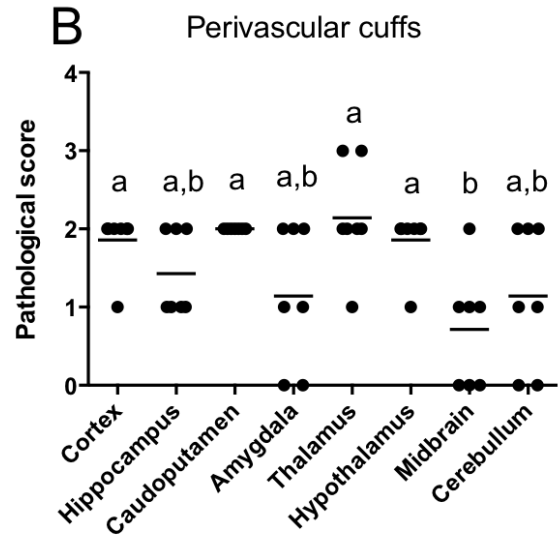 B
Perivascular cuffs
Pathological score
4
3
2
1
0
a
a,b
a
a,b
a
a
b
a,b
Cortex
Hippocampus
Caudoputamen
Amygdala
Thalamus
Hypothalamus
Midbrain
Cerebullum